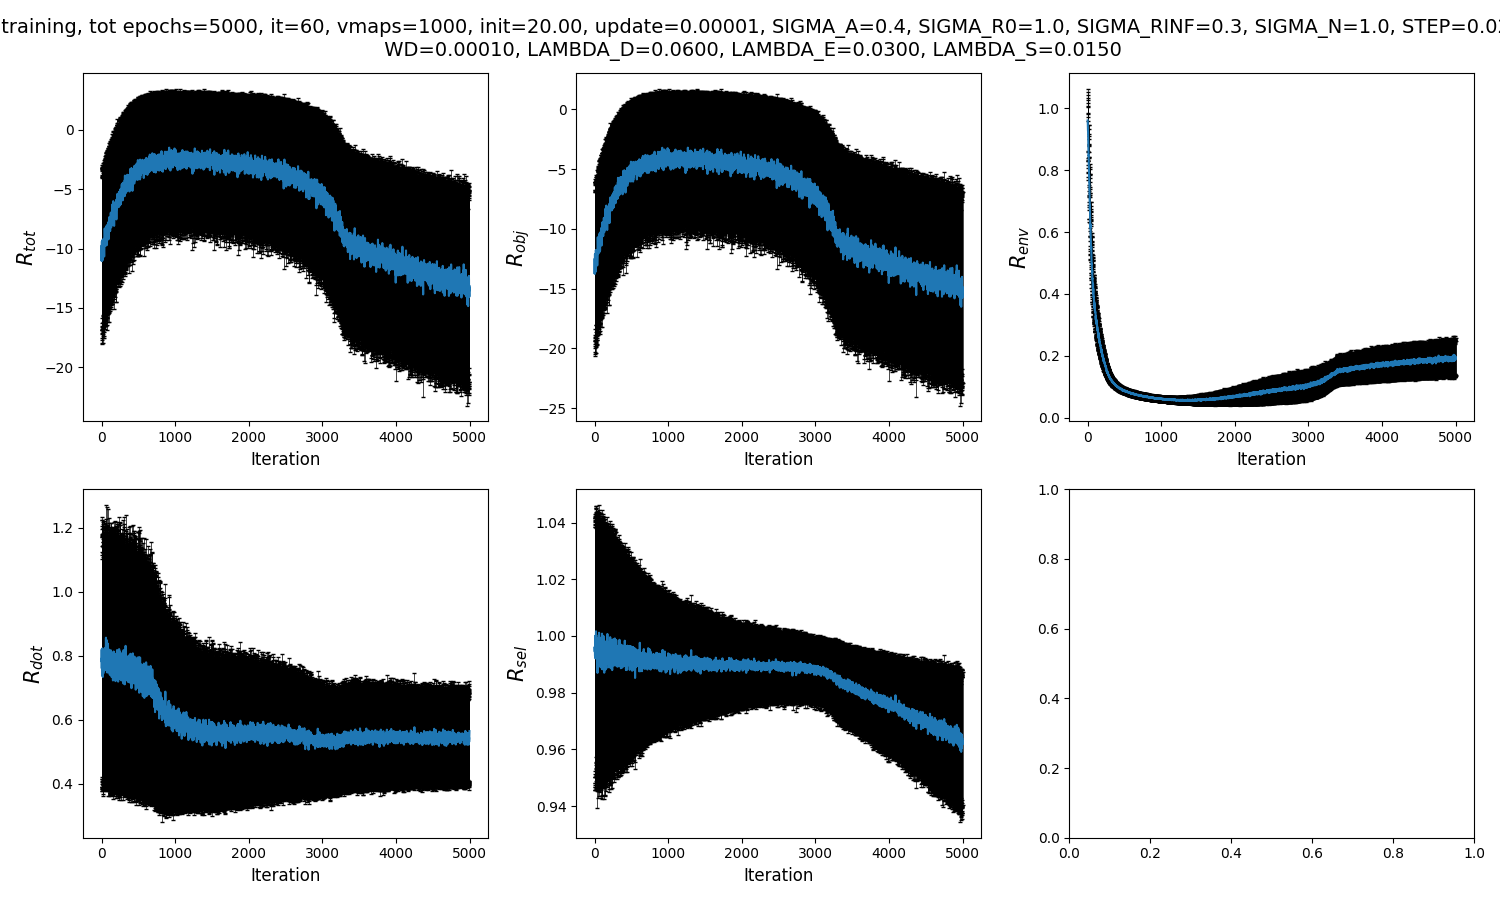 training, tot epochs=5000, it=60, vmaps=1000, init=20.00, update=0.00001, SIGMA_A=0.4, SIGMA_R0=1.0, SIGMA_RINF=0.3, SIGMA_N=1.0, STEP=0.0
WD=0.00010, LAMBDA_D=0.0600, LAMBDA_E=0.0300, LAMBDA_S=0.0150
R_tot
0
−5
−10
−15
−20
0 1000 2000 3000 4000 5000
Iteration
R_obj
0
−5
−10
−15
−20
−25
0 1000 2000 3000 4000 5000
Iteration
R_env
1.0
0.8
0.6
0.4
0.2
0.0
0 1000 2000 3000 4000 5000
Iteration
R_dot
1.2
1.0
0.8
0.6
0.4
0 1000 2000 3000 4000 5000
Iteration
R_sel
1.04
1.02
1.00
0.98
0.96
0.94
0 1000 2000 3000 4000 5000
Iteration
1.0
0.8
0.6
0.4
0.2
0.0
0.0 0.2 0.4 0.6 0.8 1.0